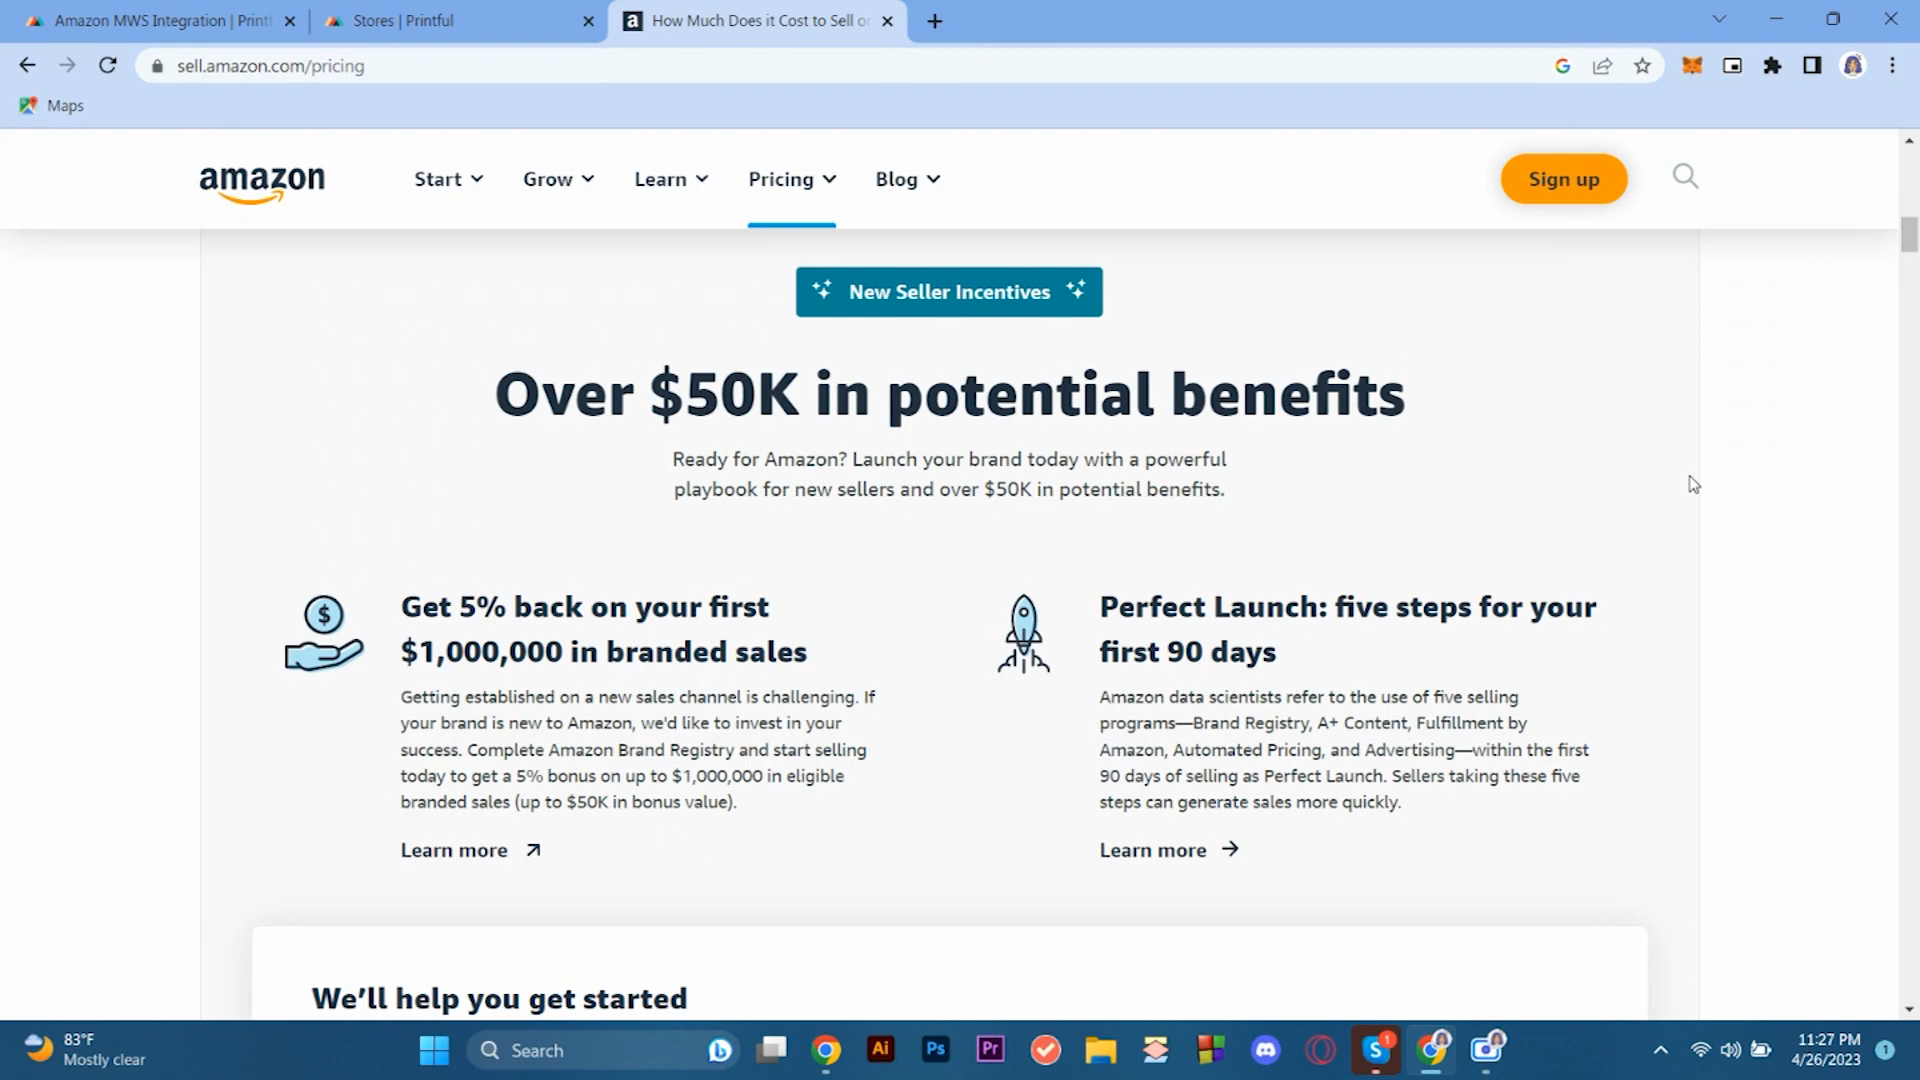 Amazon MWS Integration | Printf
Stores | Printful
a
How Much Does it Cost to Sell on
sell.amazon.com/pricing
Maps
amazon
Start
Grow
Learn
Pricing
Blog
Sign up
New Seller Incentives
Over $50K in potential benefits
Ready for Amazon? Launch your brand today with a powerful
playbook for new sellers and over $50K in potential benefits.
$
Get 5% back on your first
$1,000,000 in branded sales
Getting established on a new sales channel is challenging. If
your brand is new to Amazon, we'd like to invest in your
success. Complete Amazon Brand Registry and start selling
today to get a 5% bonus on up to $1,000,000 in eligible
branded sales (up to $50K in bonus value).
Learn more
Perfect Launch: five steps for your
first 90 days
Amazon data scientists refer to the use of five selling
programs—Brand Registry, A+ Content, Fulfillment by
Amazon, Automated Pricing, and Advertising—within the first
90 days of selling as Perfect Launch. Sellers taking these five
steps can generate sales more quickly.
Learn more
We’ll help you get started
83°F
Mostly clear
Search
Ai
Ps
Pr
S
1
11:27 PM
4/26/2023
1